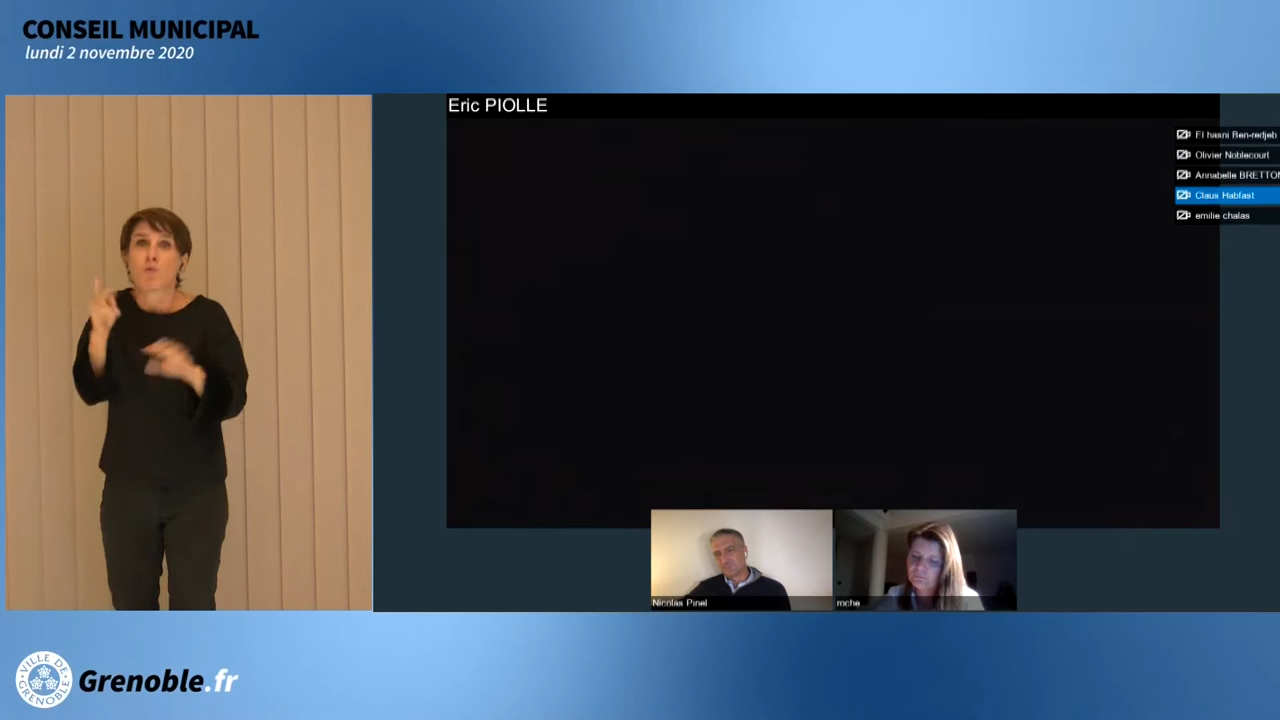 CONSEIL MUNICIPAL
lundi 2 novembre 2020
Eric PIOLLE
El hasni Ben-redjeb
Olivier Noblecourt
Annabelle BRETTON
Claus Habfast
emilie chalas
Nicolas Pinel
roche
VILLE DE
GRENOBLE
Grenoble.fr